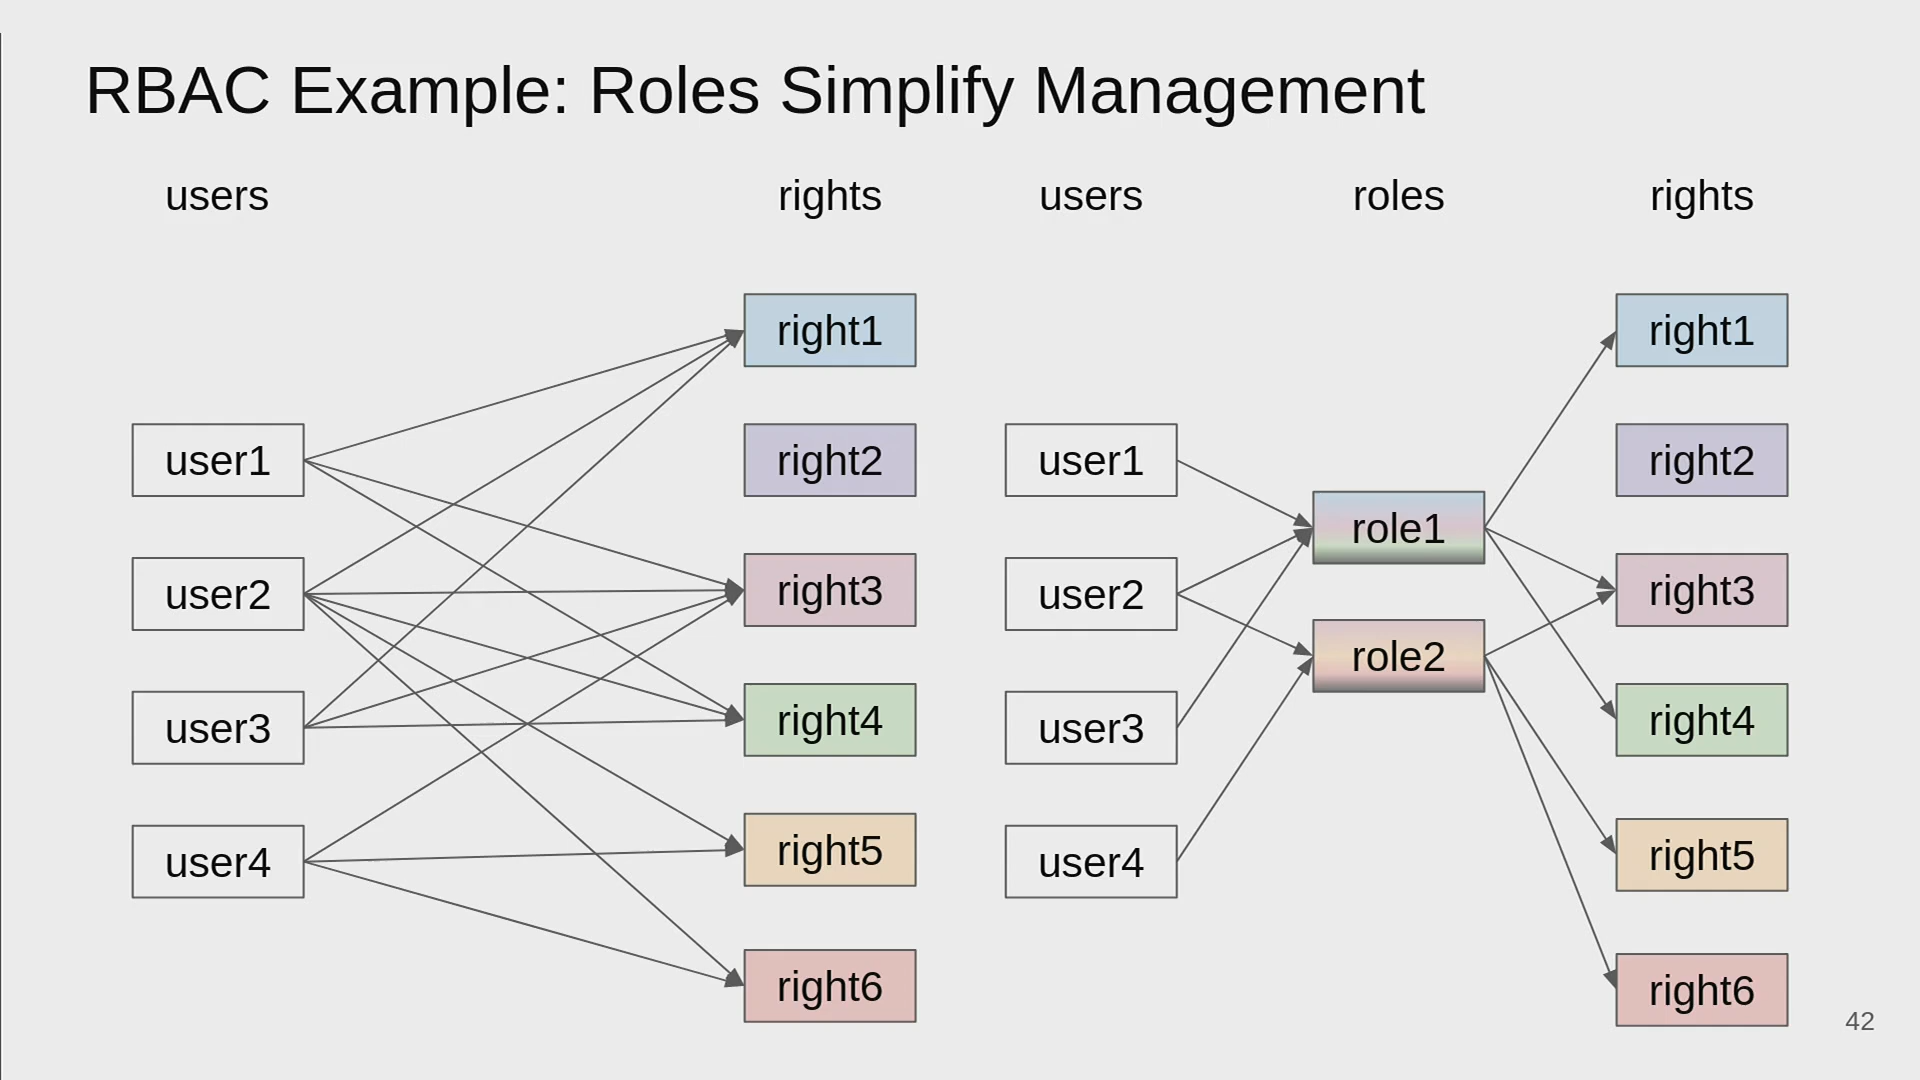 RBAC Example: Roles Simplify Management
users
rights
users
roles
rights
right1
user1
right2
user2
right3
user3
right4
user4
right5
right6
user1
user2
user3
user4
role1
role2
right1
right2
right3
right4
right5
right6
42